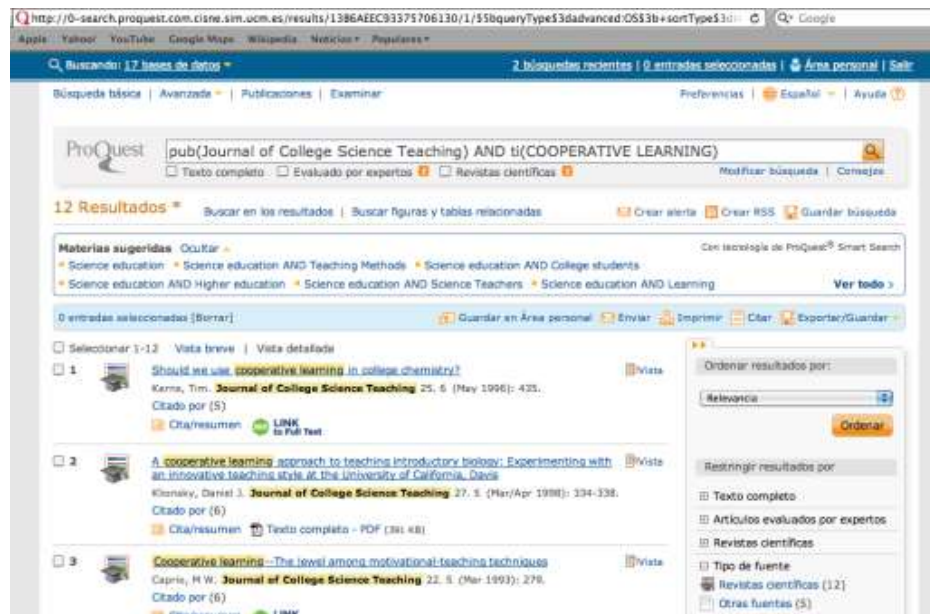 http://0-search.proquest.com.cisne.sim.ucm.es/results/1386AEEC93375706130/1/$5bqueryType$3dadvanced:OS$3b+sortType$3d
Google
Apple Yahoo! YouTube Google Maps Wikipedia Noticias Populares
Buscando: 17 bases de datos
2 búsquedas recientes | 0 entradas seleccionadas | Área personal | Salir
Búsqueda básica | Avanzada | Publicaciones | Examinar
Preferencias | Español | Ayuda
ProQuest
pub(Journal of College Science Teaching) AND ti(COOPERATIVE LEARNING)
Texto completo Evaluado por expertos Revistas científicas
Modificar búsqueda | Consejos
12 Resultados * Buscar en los resultados | Buscar figuras y tablas relacionadas
Crear alerta Crear RSS Guardar búsqueda
Materias sugeridas Ocultar
Con tecnología de ProQuest® Smart Search
Science education Science education AND Teaching Methods Science education AND College students
Science education AND Higher education Science education AND Science Teachers Science education AND Learning
Ver todo >
0 entradas seleccionadas [Borrar]
Guardar en Área personal Enviar Imprimir Citar Exportar/Guardar
Seleccionar 1-12 Vista breve | Vista detallada
1 Should we use cooperative learning in college chemistry?
Vista
Kerns, Tim. Journal of College Science Teaching 25. 6 (May 1996): 435.
Citado por (5)
Cita/resumen LINK to Full Text
2 A cooperative learning approach to teaching introductory biology: Experimenting with
an innovative teaching style at the University of California, Davis
Vista
Klionsky, Daniel J. Journal of College Science Teaching 27. 5 (Mar/Apr 1998): 334-338.
Citado por (6)
Cita/resumen Texto completo - PDF (391 KB)
3 Cooperative learning--The jewel among motivational-teaching techniques
Vista
Caprio, M W. Journal of College Science Teaching 22. 5 (Mar 1993): 279.
Citado por (6)
Cita/resumen LINK
Ordenar resultados por:
Relevancia
Ordenar
Restringir resultados por
Texto completo
Artículos evaluados por expertos
Revistas científicas
Tipo de fuente
Revistas científicas (12)
Otras fuentes (5)